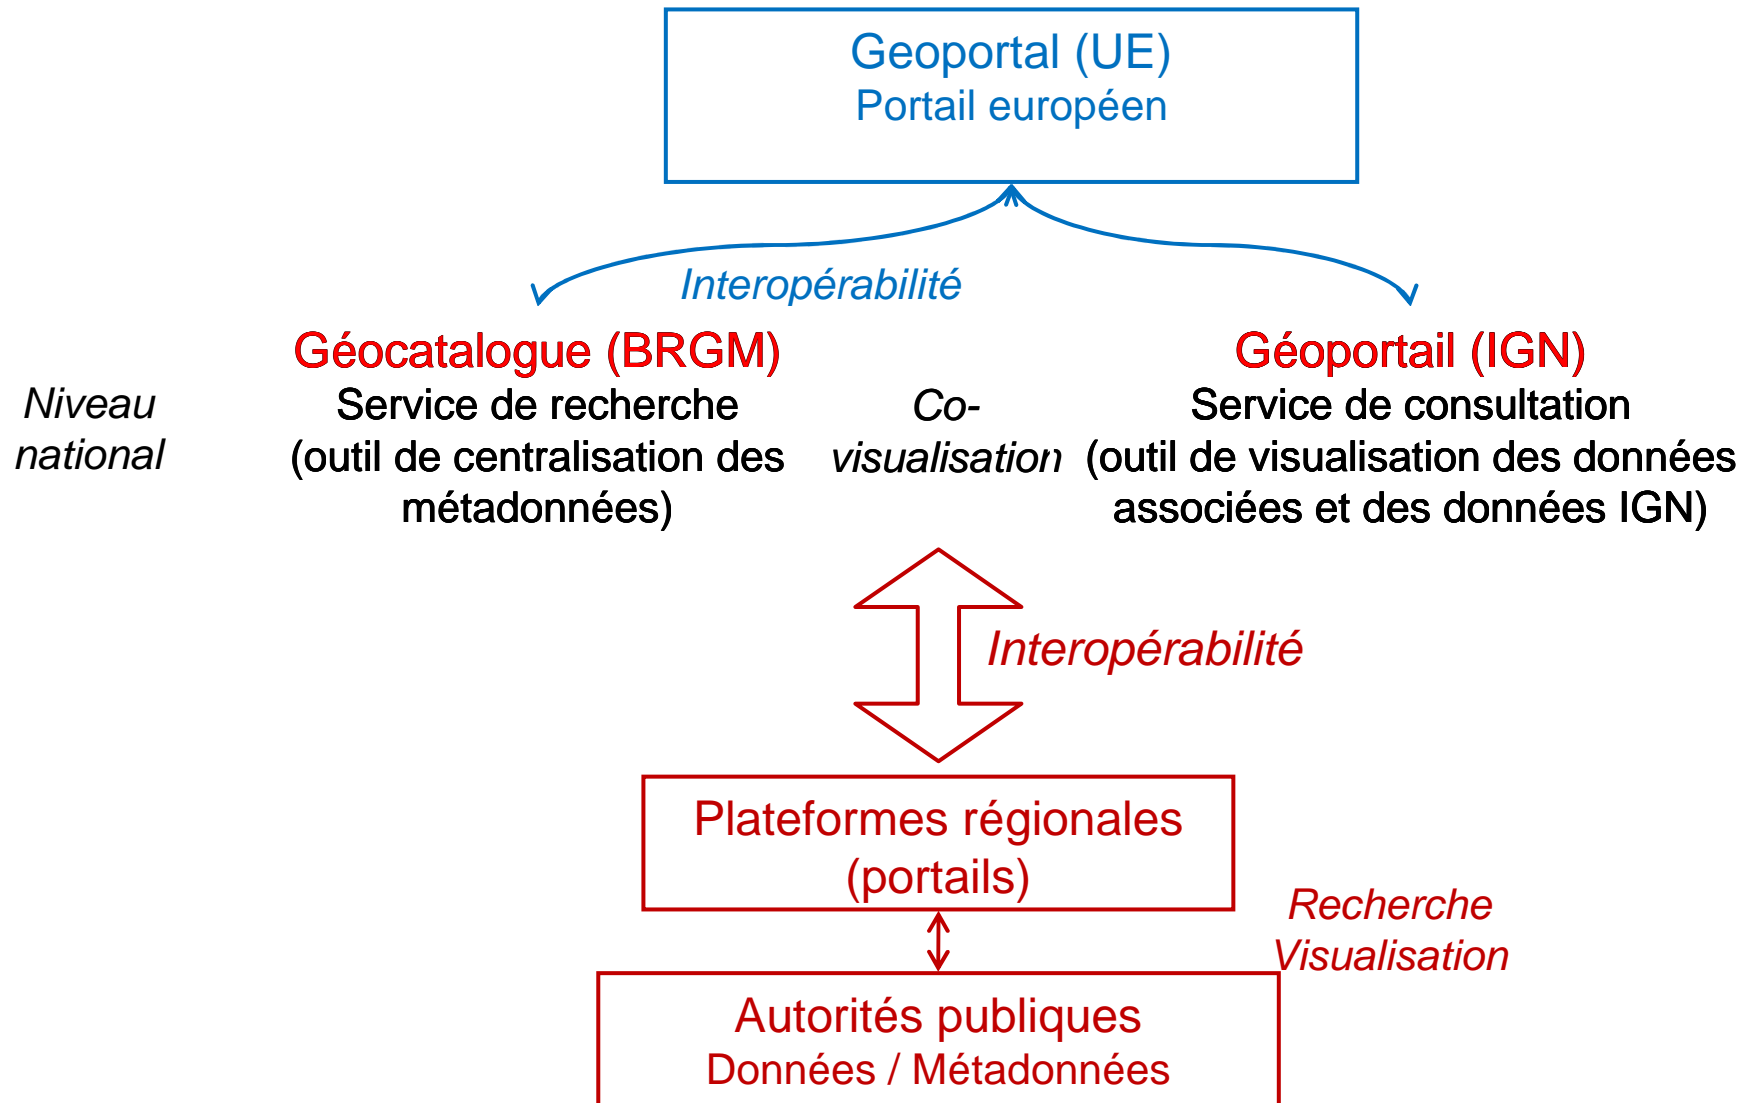 Geoportal (UE)
Portail européen
Interopérabilité
Niveau
national
Géocatalogue (BRGM)
Service de recherche
(outil de centralisation des
métadonnées)
Co-
visualisation
Géoportail (IGN)
Service de consultation
(outil de visualisation des données
associées et des données IGN)
Interopérabilité
Plateformes régionales
(portails)
Recherche
Visualisation
Autorités publiques
Données / Métadonnées